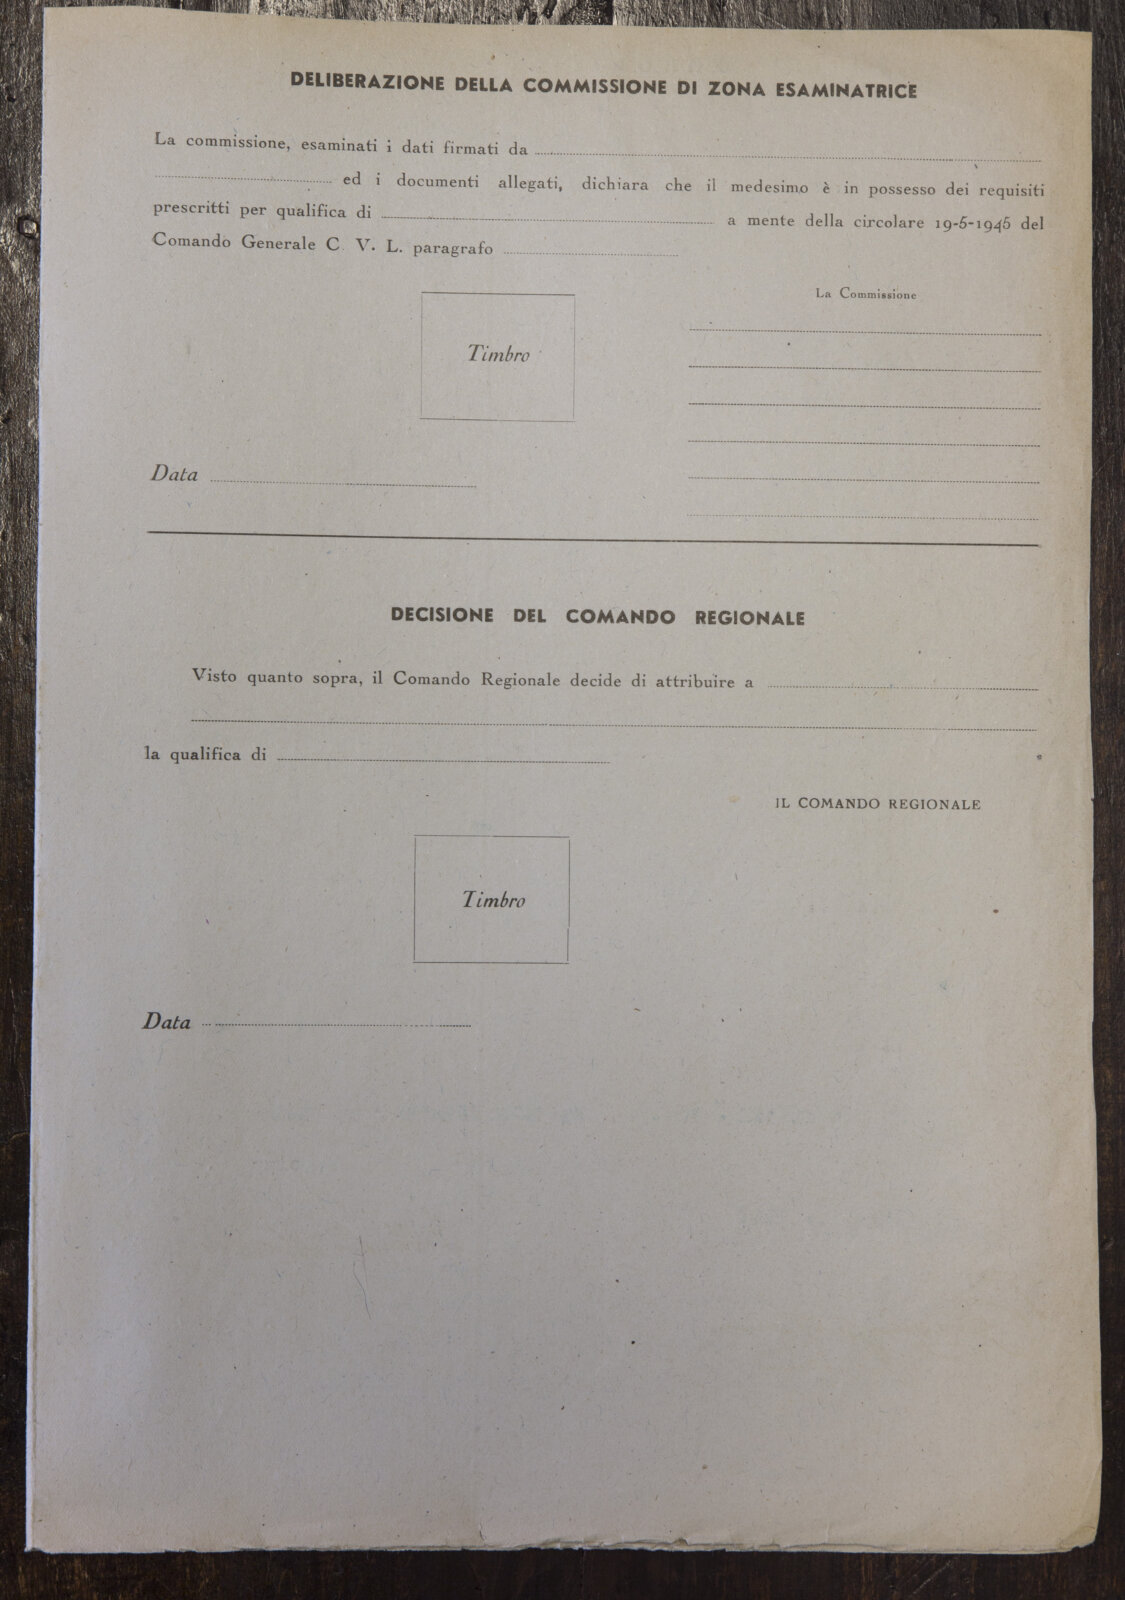 DELIBERAZIONE DELLA COMMISSIONE DI ZONA ESAMINATRICE
La commissione, esaminati i dati firmati da
ed i documenti allegati, dichiara che il medesimo è in possesso dei requisiti
prescritti per qualifica di a mente della circolare 19-5-1945 del
Comando Generale C. V. L. paragrafo
La Commissione
Timbro
Data
DECISIONE DEL COMANDO REGIONALE
Visto quanto sopra, il Comando Regionale decide di attribuire a
la qualifica di
IL COMANDO REGIONALE
Timbro
Data